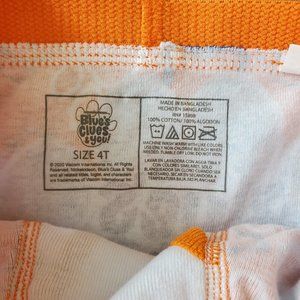 Blue's
Clues
& you!
SIZE 4T
© 2020 Viacom International Inc. All Rights
Reserved. Nickelodeon, Blue's Clues & You!
and all related titles, logos, and characters
are trademarks of Viacom International Inc.
MADE IN BANGLADESH
HECHO EN BANGLADESH
RN# 15899
100% COTTON/ 100% ALGODON
MACHINE WASH WARM WITH LIKE
COLORS. USE ONLY NON CHLORINE BLEACH WHEN
NEEDED. TUMBLE DRY LOW. DO NOT IRON.
LAVAR EN LAVADORA CON AGUA TIBIA Y
CON COLORES SIMILARES. SOLO
BLANQUEADOR SIN CLORO CUANDO SEA
NECESARIO. SECADORA A
TEMPERATURA BAJA. NO PLANCHAR.